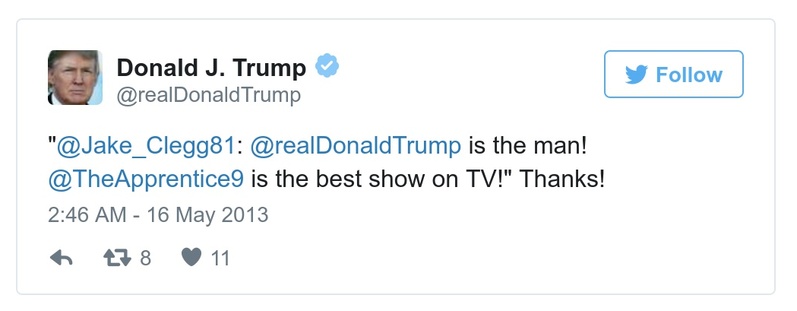 Donald J. Trump
@realDonaldTrump
Follow
"@Jake_Clegg81: @realDonaldTrump is the man!
@TheApprentice9 is the best show on TV!" Thanks!
2:46 AM - 16 May 2013
8 11